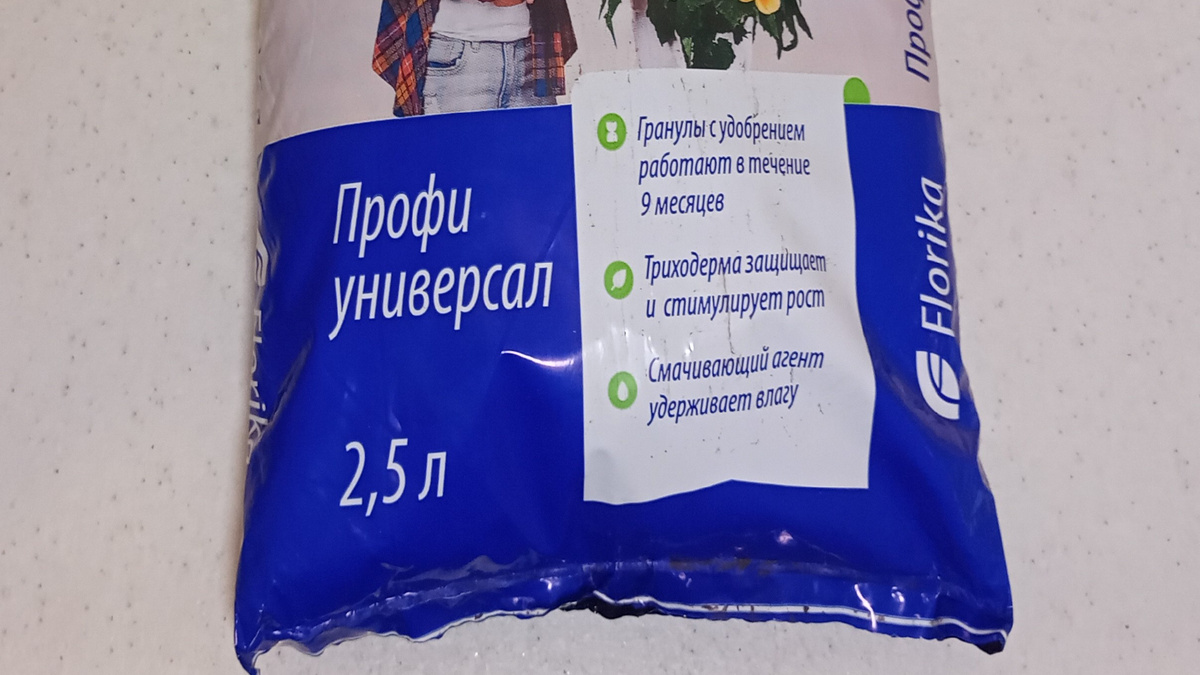 Профи
универсал
2,5 л
Гранулы с удобрением
работают в течение
9 месяцев
Триходерма защищает
и стимулирует рост
Смачивающий агент
удерживает влагу
Florika